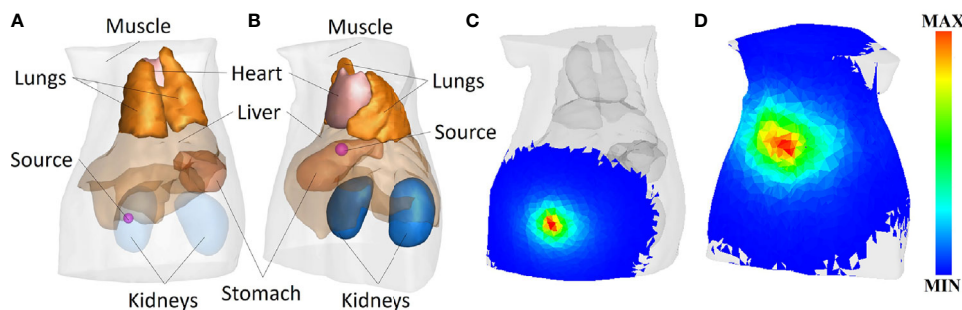 A
B
C
D
MAX
Muscle
Muscle
Lungs
Heart
Lungs
Liver
Source
Source
Kidneys
Stomach
Kidneys
MIN